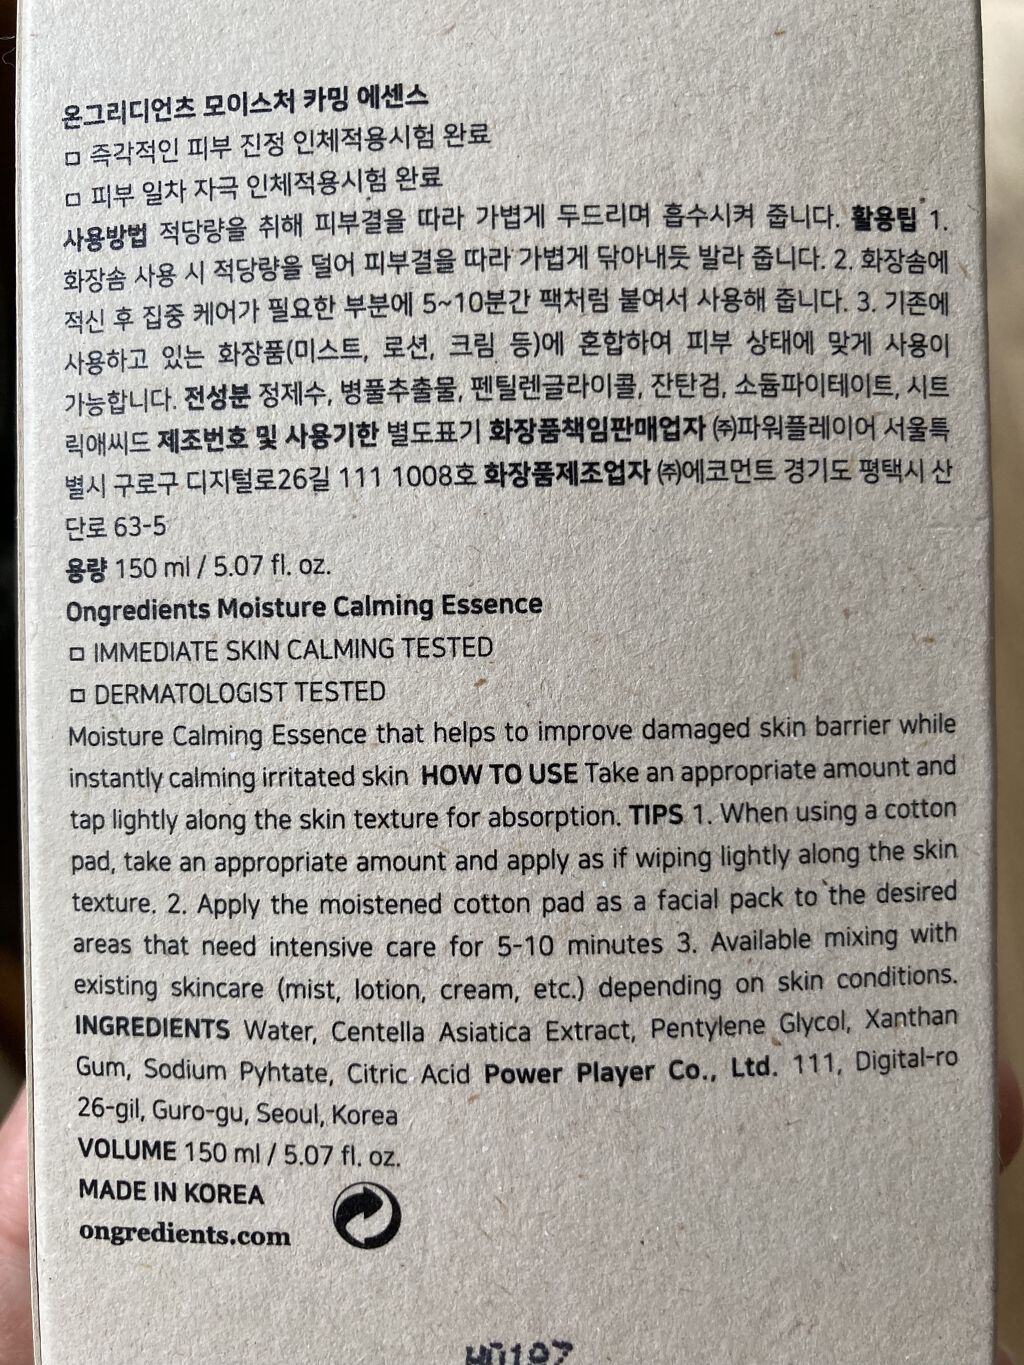 온그리디언츠 모이스처 카밍 에센스
□ 즉각적인 피부 진정 인체적용시험 완료
□ 피부 일차 자극 인체적용시험 완료
사용방법 적당량을 취해 피부결을 따라 가볍게 두드리며 흡수시켜 줍니다. 활용팁 1.
화장솜 사용 시 적당량을 덜어 피부결을 따라 가볍게 닦아내듯 발라 줍니다. 2. 화장솜에
적신 후 집중 케어가 필요한 부분에 5~10분간 팩처럼 붙여서 사용해 줍니다. 3. 기존에
사용하고 있는 화장품(미스트, 로션, 크림 등)에 혼합하여 피부 상태에 맞게 사용이
가능합니다. 전성분 정제수, 병풀추출물, 펜틸렌글라이콜, 잔탄검, 소듐파이테이트, 시트
릭애씨드 제조번호 및 사용기한 별도표기 화장품책임판매업자 ㈜파워플레이어 서울특
별시 구로구 디지털로26길 111 1008호 화장품제조업자 ㈜에코먼트 경기도 평택시 산
단로 63-5
용량 150 ml / 5.07 fl. oz.
Ongredients Moisture Calming Essence
□ IMMEDIATE SKIN CALMING TESTED
□ DERMATOLOGIST TESTED
Moisture Calming Essence that helps to improve damaged skin barrier while
instantly calming irritated skin HOW TO USE Take an appropriate amount and
tap lightly along the skin texture for absorption. TIPS 1. When using a cotton
pad, take an appropriate amount and apply as if wiping lightly along the skin
texture. 2. Apply the moistened cotton pad as a facial pack to the desired
areas that need intensive care for 5-10 minutes 3. Available mixing with
existing skincare (mist, lotion, cream, etc.) depending on skin conditions.
INGREDIENTS Water, Centella Asiatica Extract, Pentylene Glycol, Xanthan
Gum, Sodium Pyhtate, Citric Acid Power Player Co., Ltd. 111, Digital-ro
26-gil, Guro-gu, Seoul, Korea
VOLUME 150 ml / 5.07 fl. oz.
MADE IN KOREA
ongredients.com